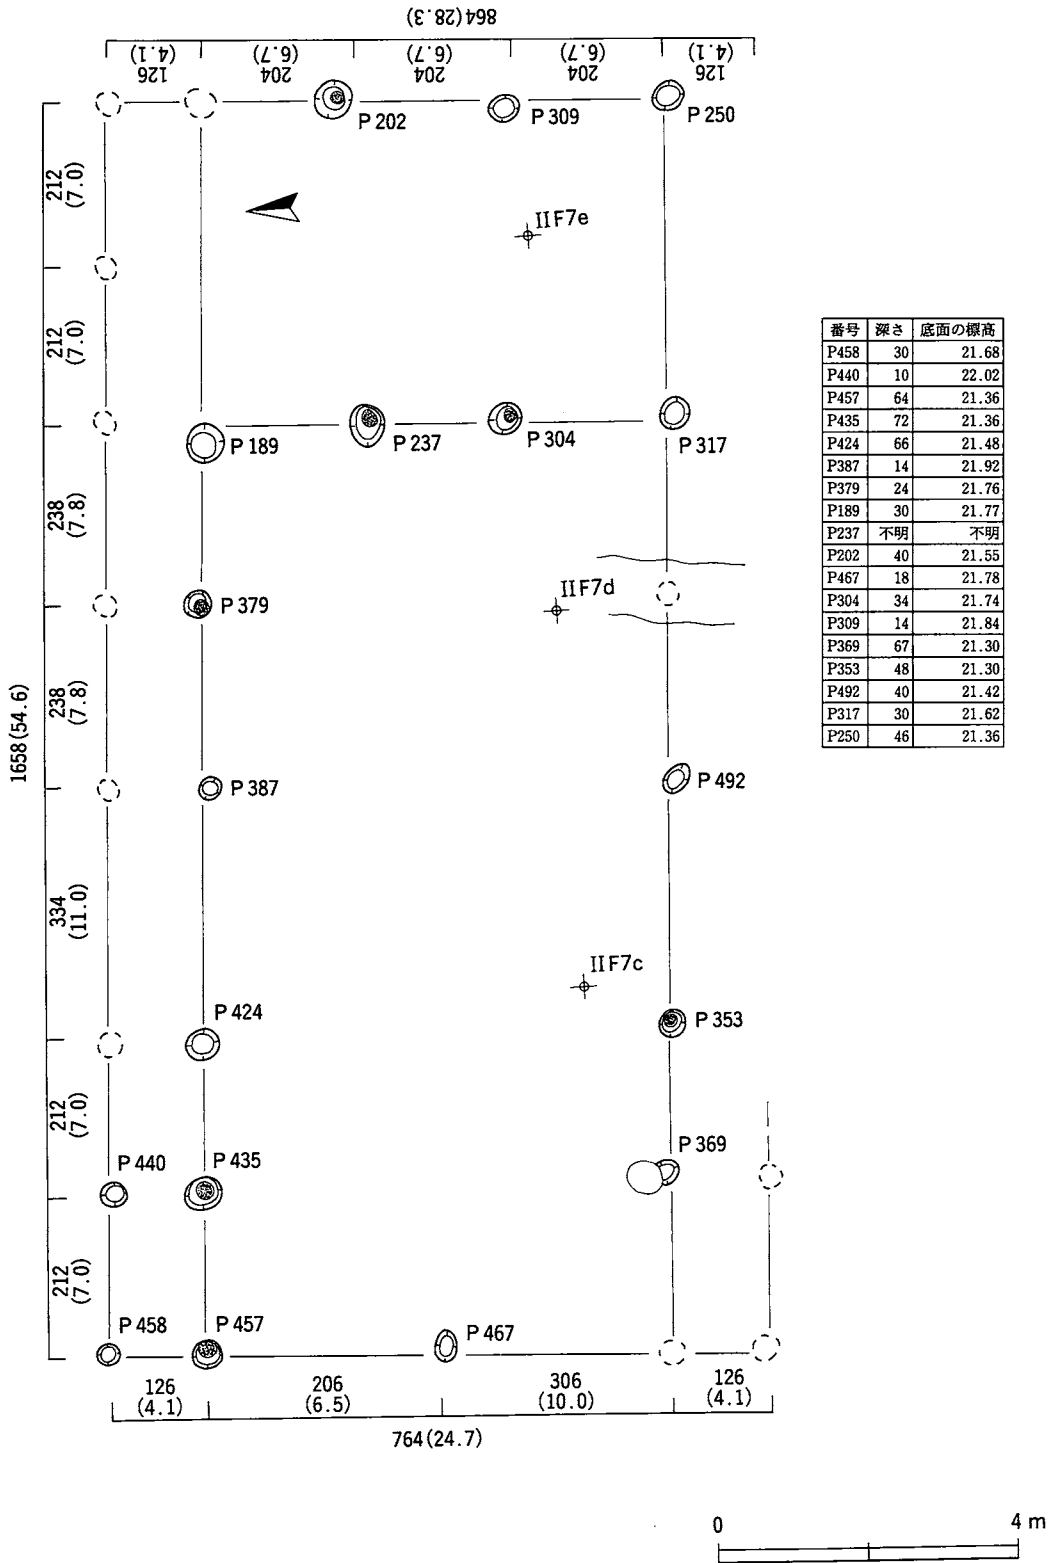 864(28.3)
126
(4.1)
204
(6.7)
204
(6.7)
204
(6.7)
126
(4.1)
P 202
P 309
P 250
212
(7.0)
II F7e
212
(7.0)
P 189
P 237
P 304
P 317
238
(7.8)
P 379
II F7d
238
(7.8)
1658(54.6)
P 387
P 492
334
(11.0)
II F7c
P 424
P 353
212
(7.0)
P 440
P 435
P 369
212
(7.0)
P 458
P 457
P 467
126
(4.1)
206
(6.5)
306
(10.0)
126
(4.1)
764(24.7)
番号 深さ 底面の標高
P458 30 21.68
P440 10 22.02
P457 64 21.36
P435 72 21.36
P424 66 21.48
P387 14 21.92
P379 24 21.76
P189 30 21.77
P237 不明 不明
P202 40 21.55
P467 18 21.78
P304 34 21.74
P309 14 21.84
P369 67 21.30
P353 48 21.30
P492 40 21.42
P317 30 21.62
P250 46 21.36
0 4 m